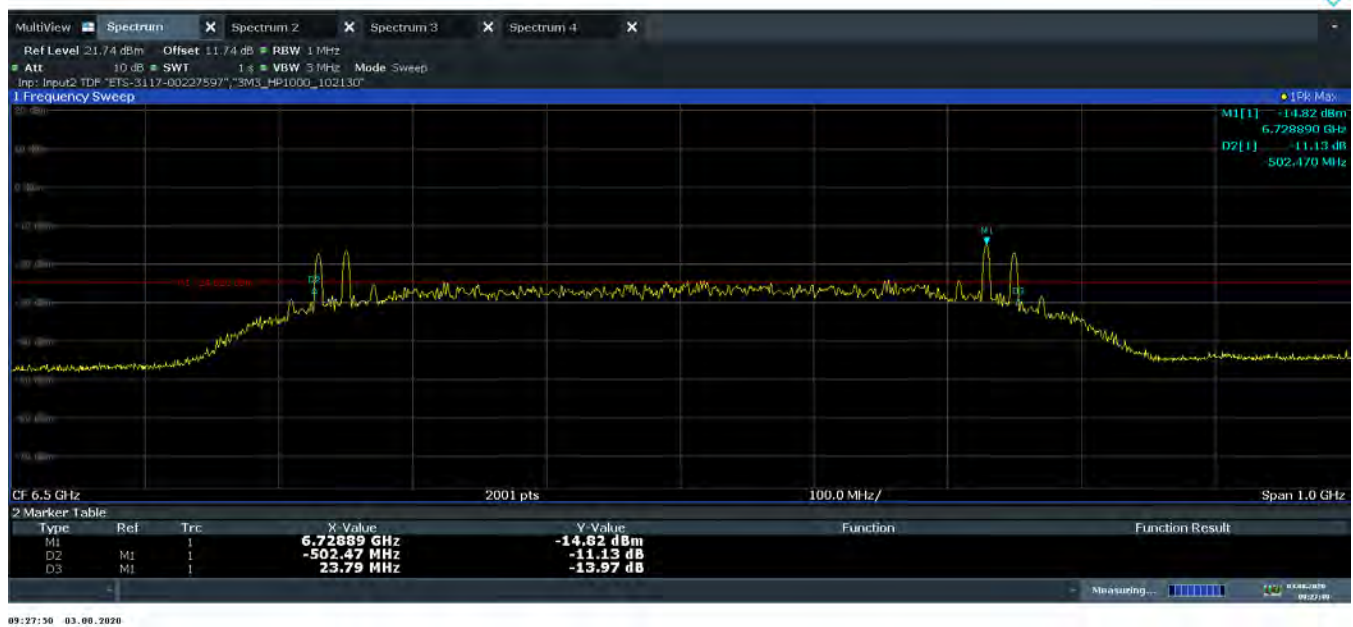 MultiView Spectrum X Spectrum 2 X Spectrum 3 X Spectrum 4 X
Ref Level 21.74 dBm Offset 11.74 dB RBW 1 MHz
Att 10 dB SWT 1 s VBW 3 MHz Mode Sweep
Inp: Input2 TDF "ETS-3117-00227597","3M3_HP1000_102130"
1 Frequency Sweep 1Pk Max
M1[1] -14.82 dBm
6.728890 GHz
D2[1] -11.13 dB
-502.470 MHz
M1
D2
D3
CF 6.5 GHz 2001 pts 100.0 MHz/ Span 1.0 GHz
2 Marker Table
Type Ref Trc X-Value Y-Value Function Function Result
M1 1 6.72889 GHz -14.82 dBm
D2 M1 1 -502.47 MHz -11.13 dB
D3 M1 1 23.79 MHz -13.97 dB
Measuring...
09:27:50 03.08.2020